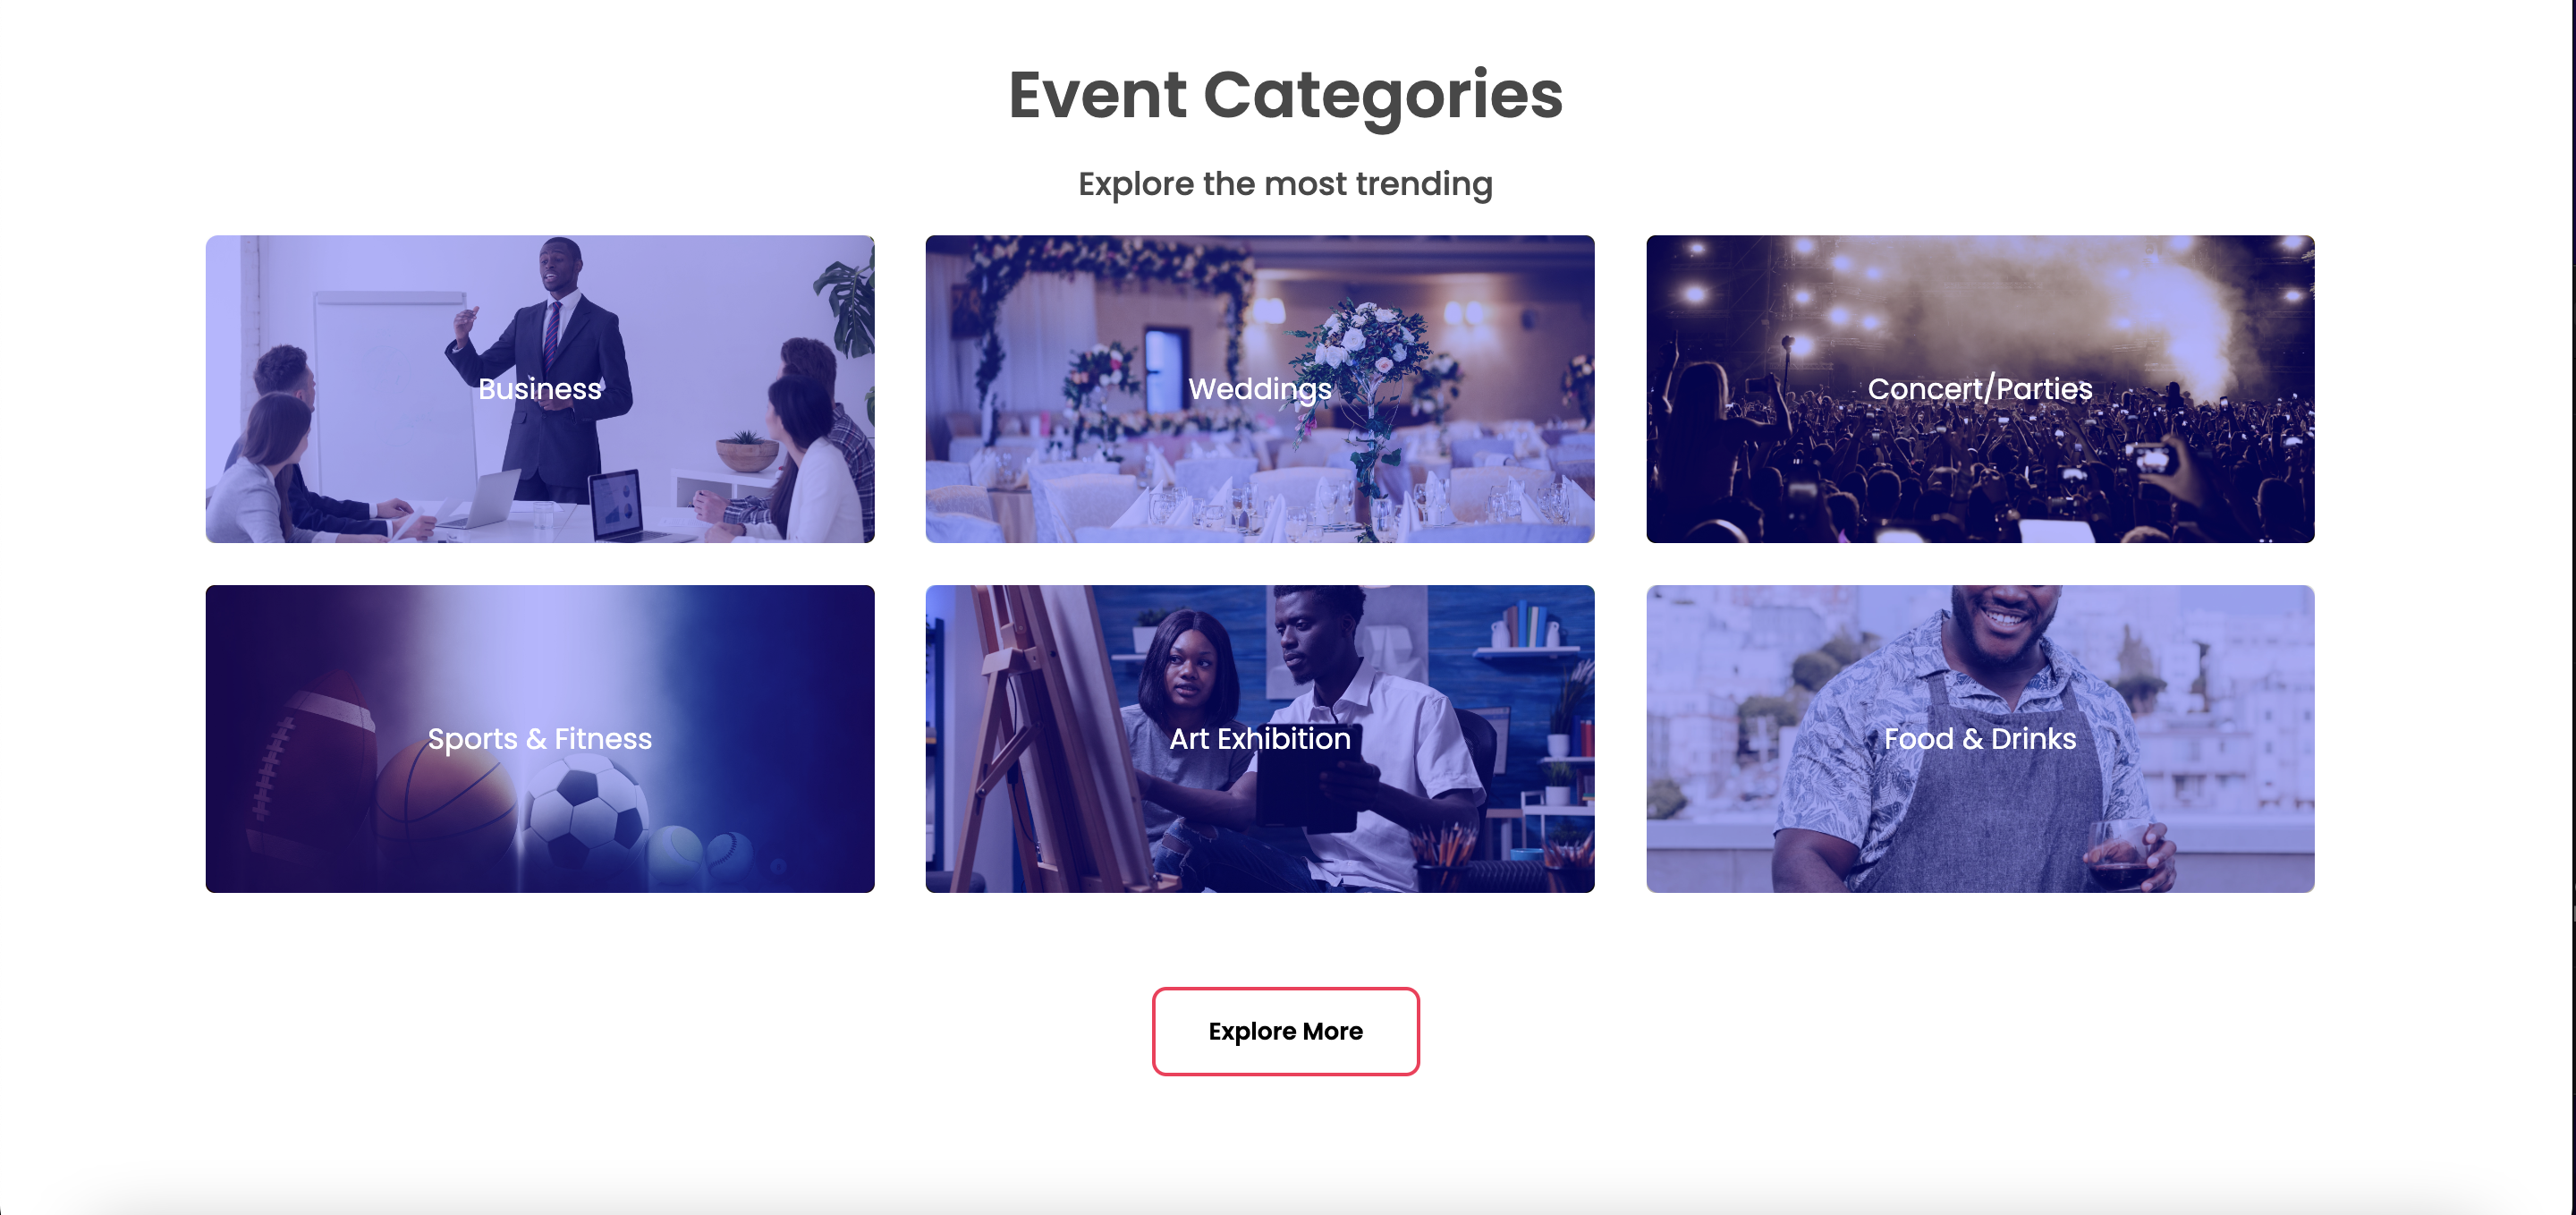 Event Categories
Explore the most trending
Business
Weddings
Concert/Parties
Sports & Fitness
Art Exhibition
Food & Drinks
Explore More